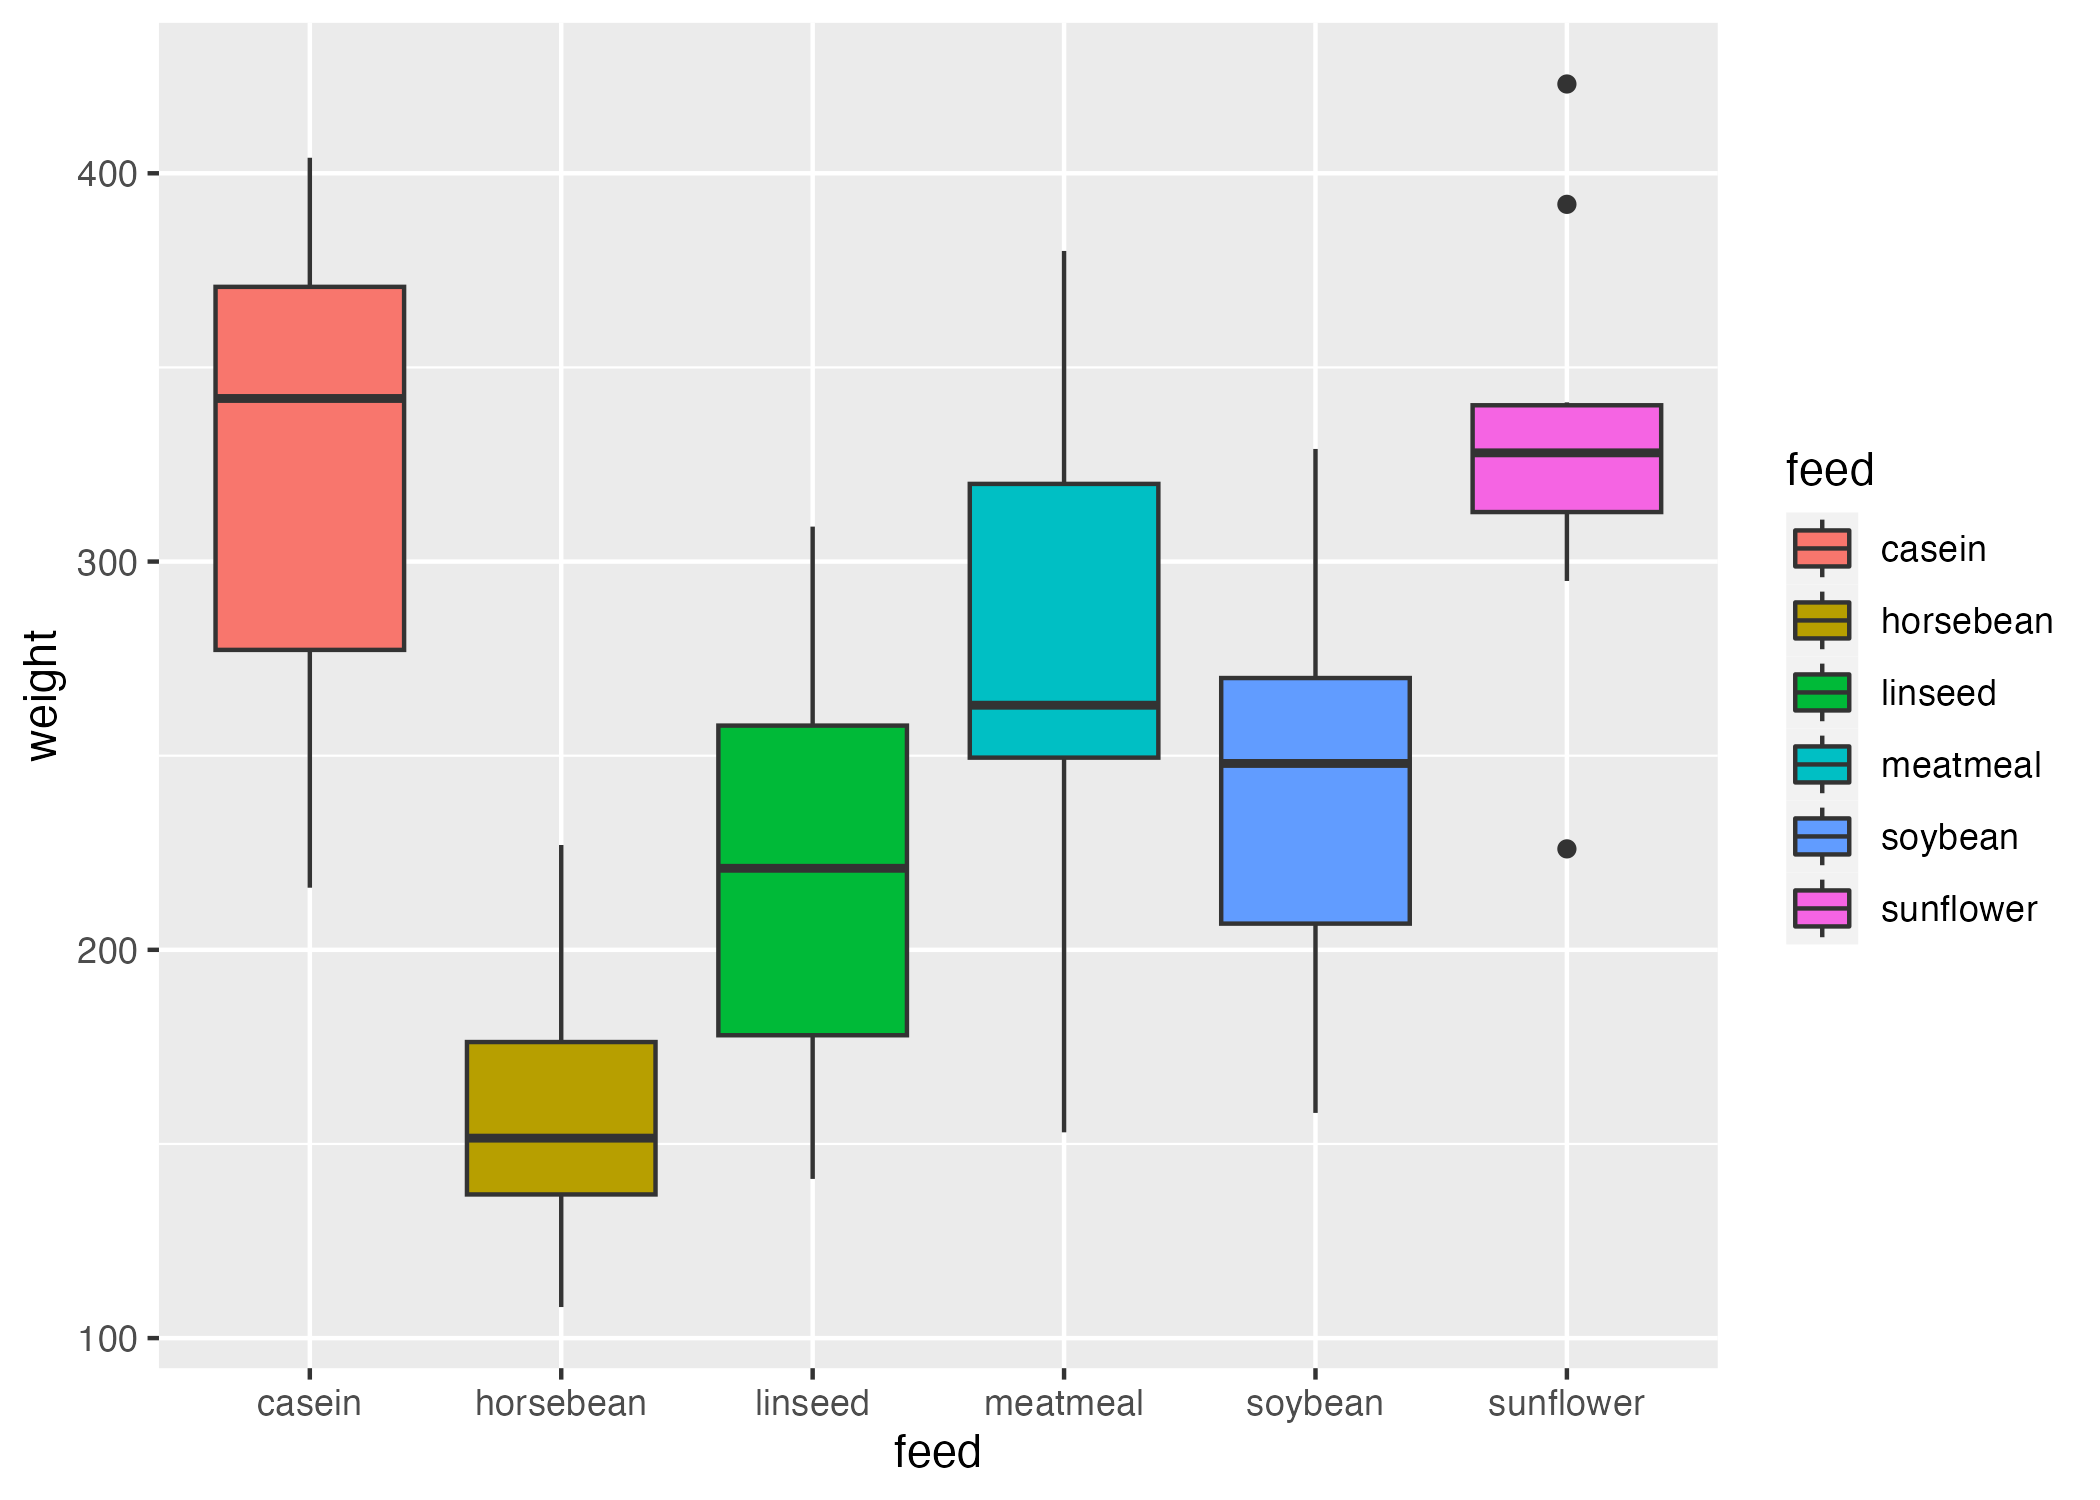 weight
400
300
200
100
casein
horsebean
linseed
meatmeal
soybean
sunflower
feed
feed
casein
horsebean
linseed
meatmeal
soybean
sunflower